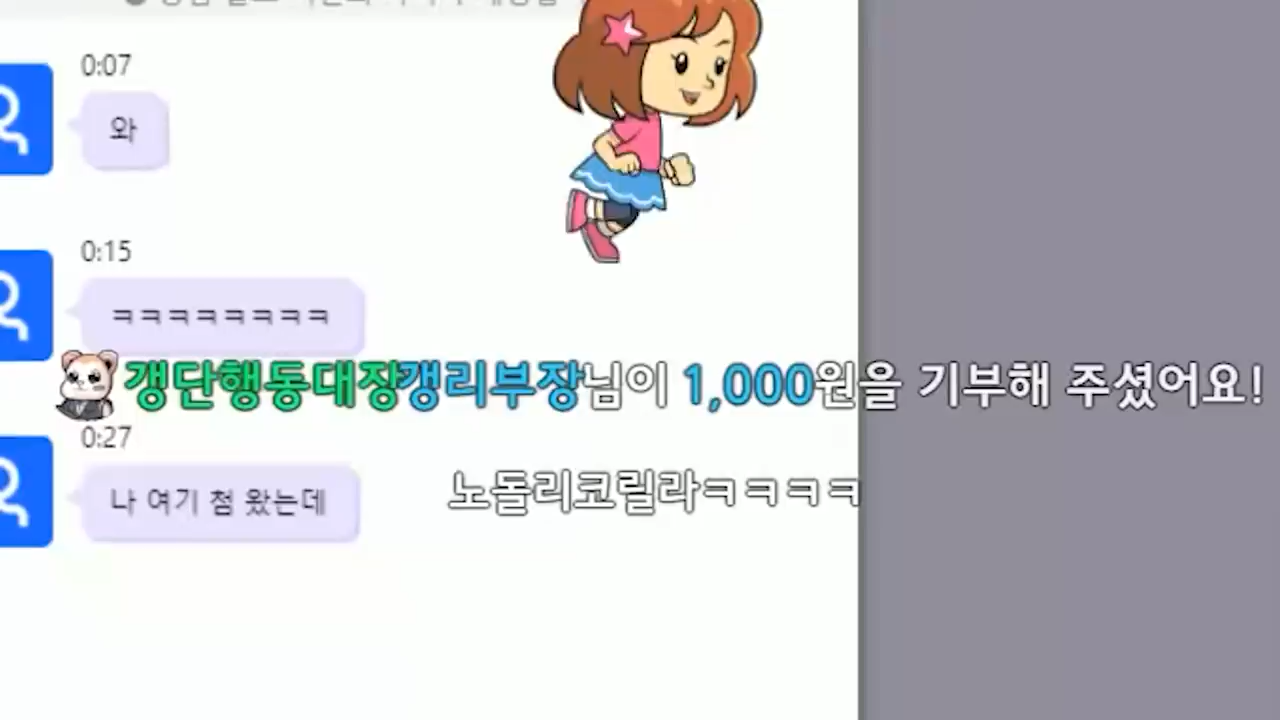 0:07
와
0:15
ㅋㅋㅋㅋㅋㅋㅋㅋ
갱단행동대장갱리부장님이 1,000원을 기부해 주셨어요!
0:27
나 여기 첨 왔는데
노돌리코릴라ㅋㅋㅋㅋ